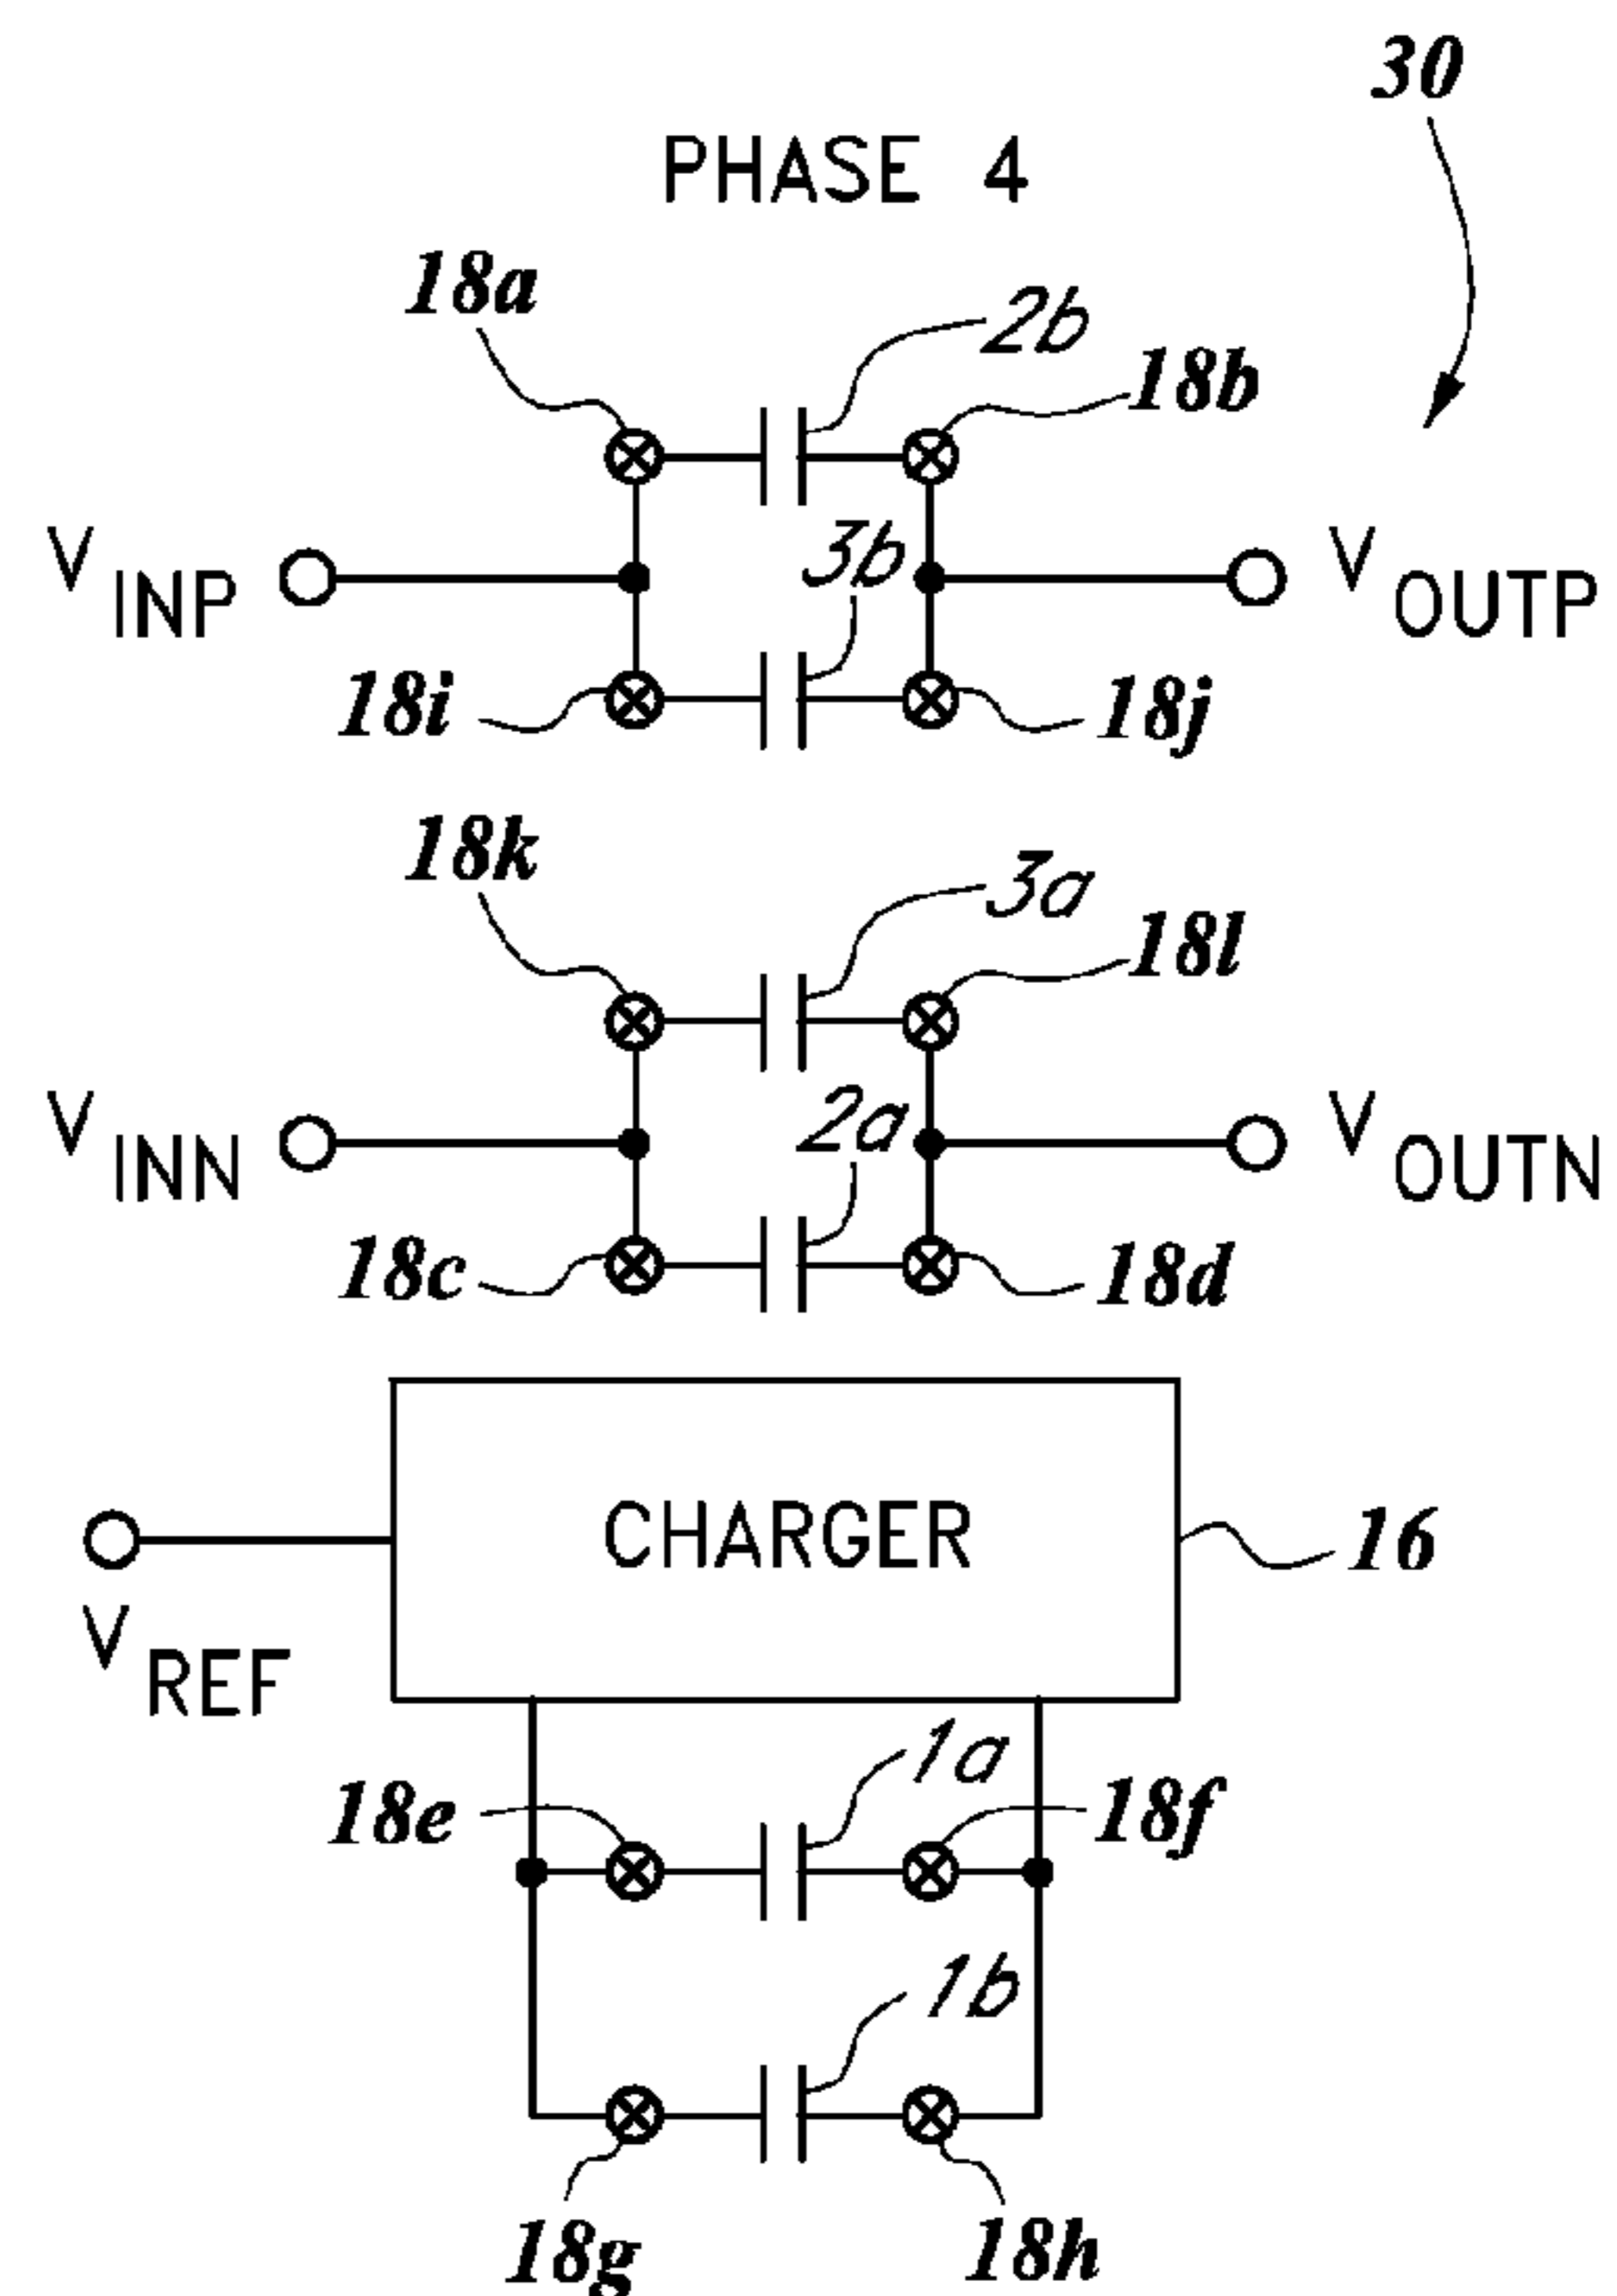 30
PHASE 4
18a
2b
18b
V INP
3b
V OUTP
18i
18j
18k
3a
18l
V INN
2a
V OUTN
18c
18d
CHARGER
16
V REF
1a
18e
18f
1b
18g
18h